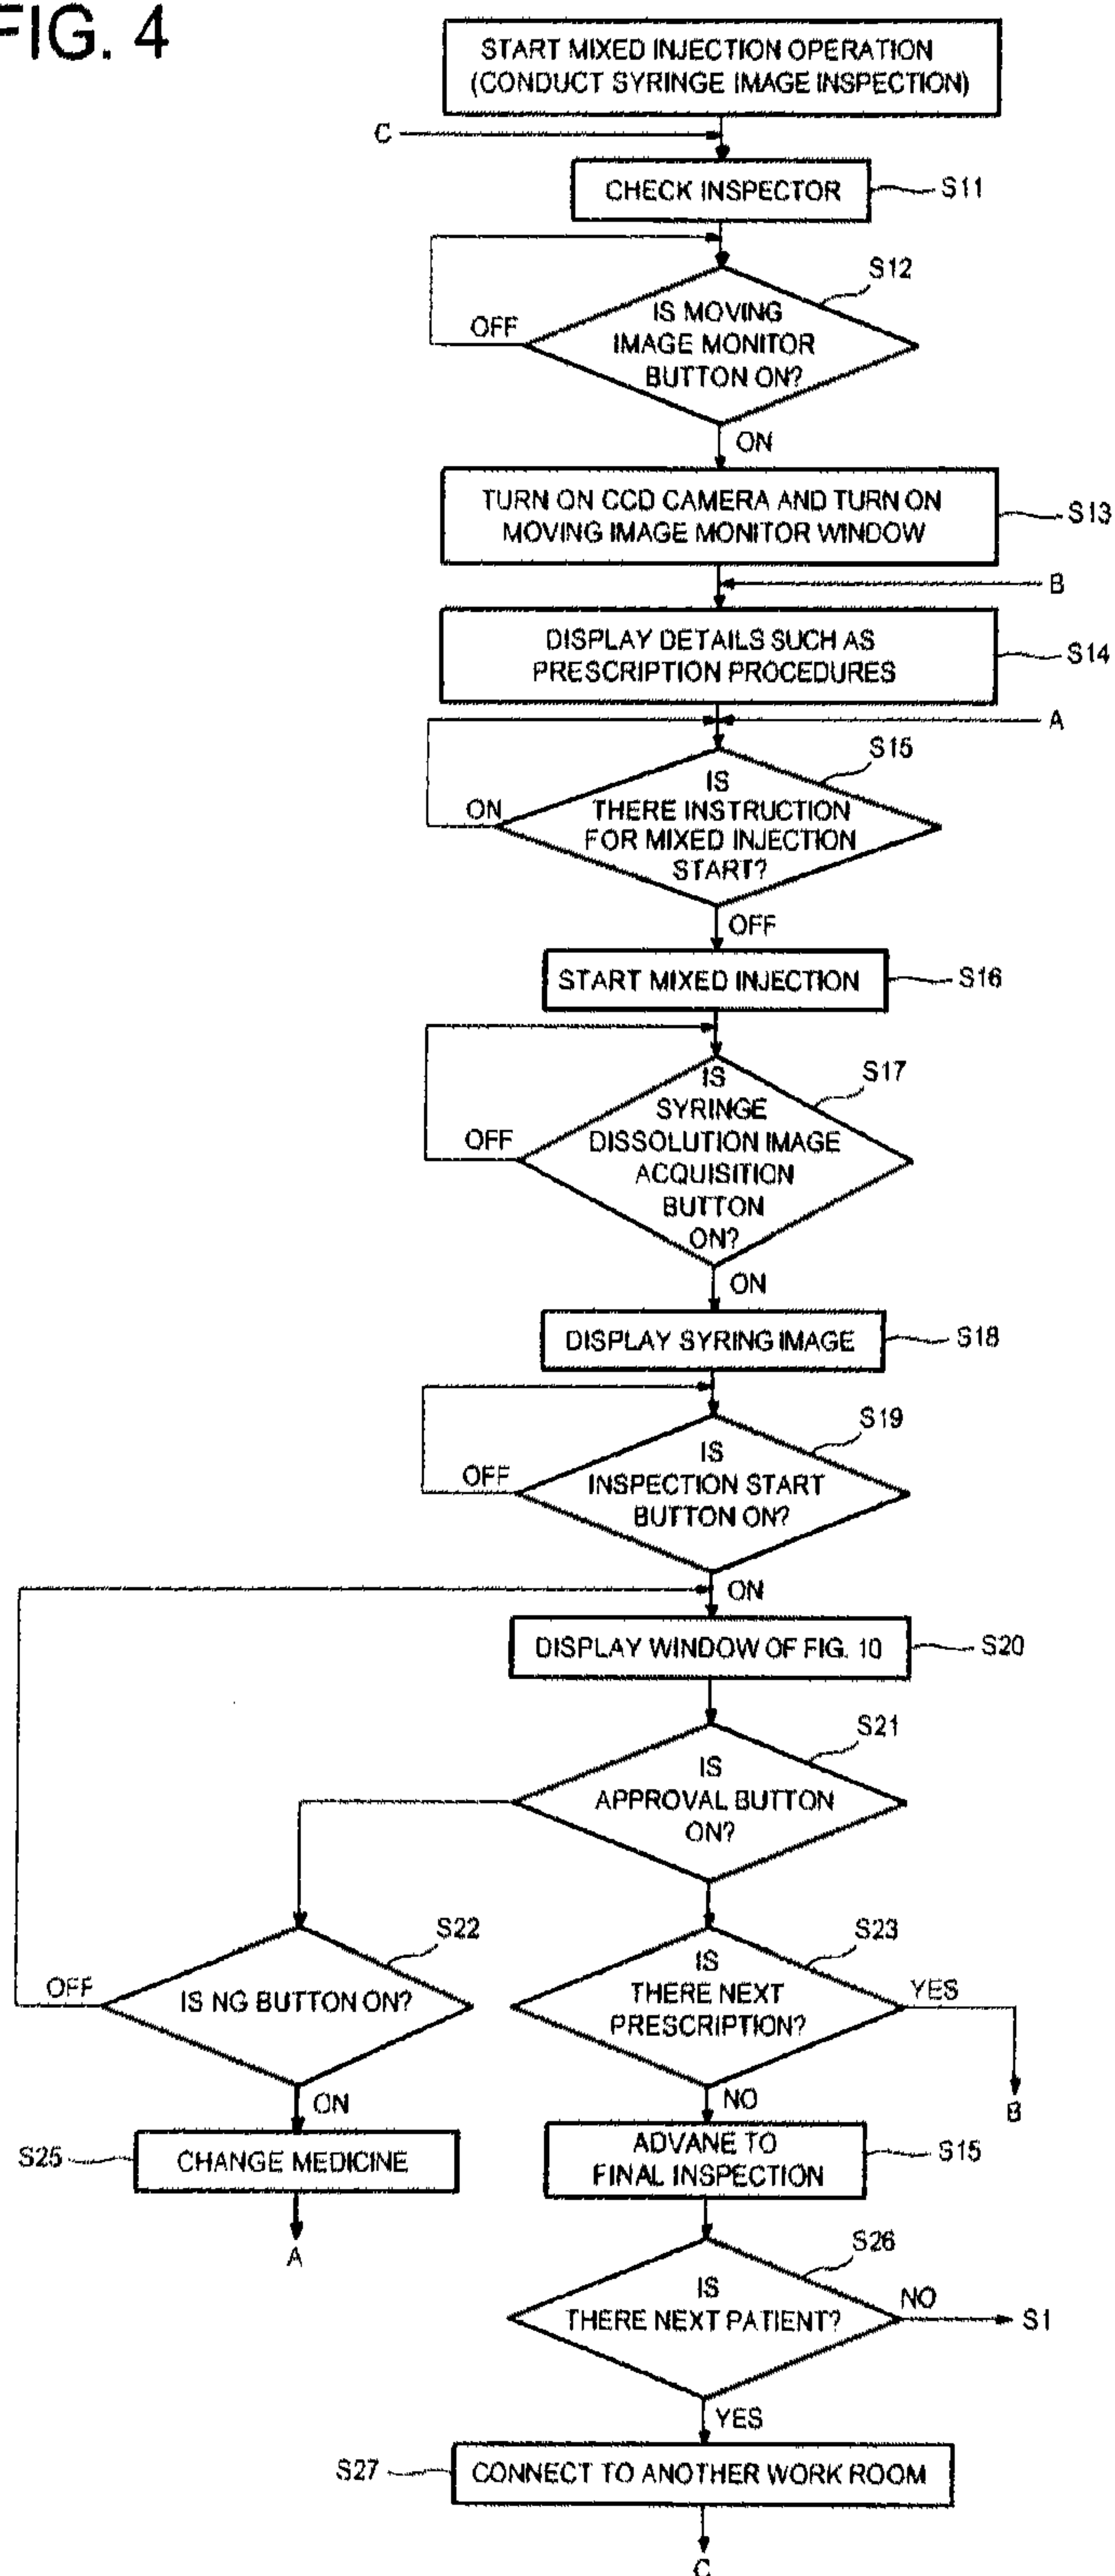 FIG. 4
START MIXED INJECTION OPERATION
(CONDUCT SYRINGE IMAGE INSPECTION)
C
CHECK INSPECTOR
S11
S12
IS MOVING
IMAGE MONITOR
BUTTON ON?
OFF
ON
TURN ON CCD CAMERA AND TURN ON
MOVING IMAGE MONITOR WINDOW
S13
B
DISPLAY DETAILS SUCH AS
PRESCRIPTION PROCEDURES
S14
A
S15
IS
THERE INSTRUCTION
FOR MIXED INJECTION
START?
ON
OFF
START MIXED INJECTION
S16
S17
IS
SYRINGE
DISSOLUTION IMAGE
ACQUISITION
BUTTON
ON?
OFF
ON
DISPLAY SYRING IMAGE
S18
S19
IS
INSPECTION START
BUTTON ON?
OFF
ON
DISPLAY WINDOW OF FIG. 10
S20
S21
IS
APPROVAL BUTTON
ON?
S22
IS NG BUTTON ON?
OFF
ON
S23
IS
THERE NEXT
PRESCRIPTION?
YES
B
NO
S25
CHANGE MEDICINE
A
ADVANE TO
FINAL INSPECTION
S15
S26
IS
THERE NEXT PATIENT?
NO
S1
YES
S27
CONNECT TO ANOTHER WORK ROOM
C